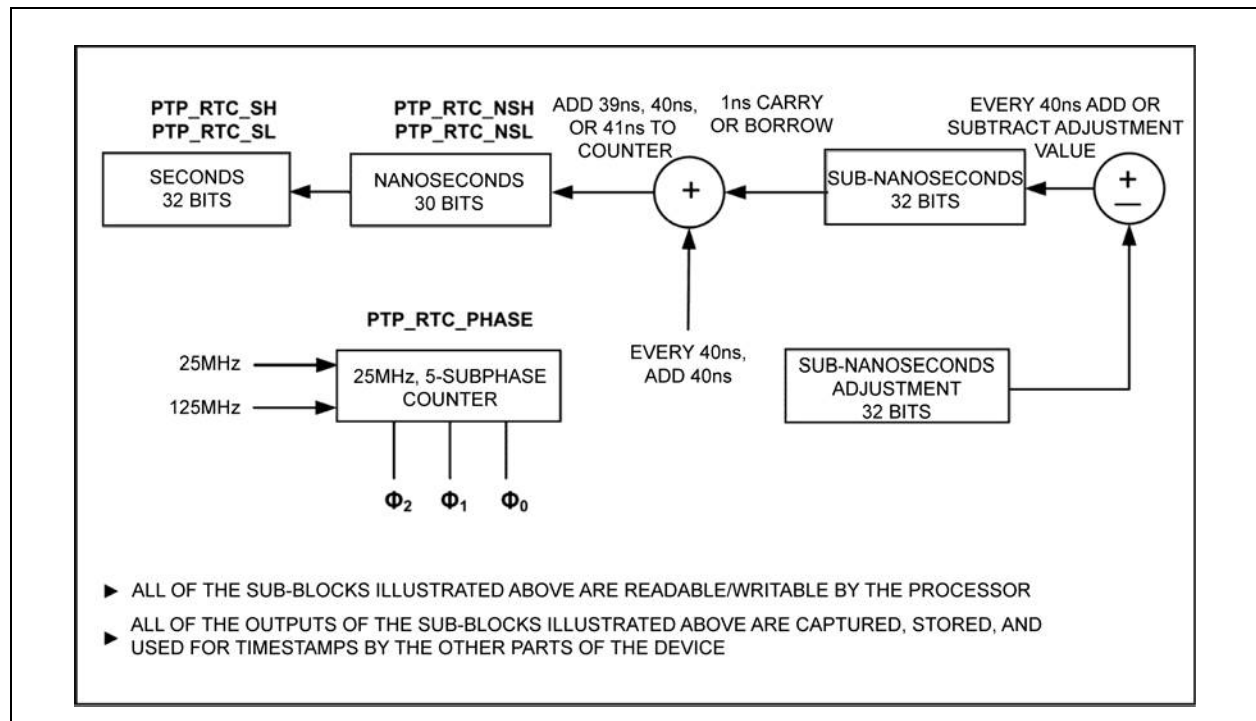 PTP_RTC_SH
PTP_RTC_SL
SECONDS
32 BITS
PTP_RTC_NSH
PTP_RTC_NSL
NANOSECONDS
30 BITS
ADD 39ns, 40ns,
OR 41ns TO
COUNTER
+
1ns CARRY
OR BORROW
SUB-NANOSECONDS
32 BITS
EVERY 40ns ADD OR
SUBTRACT ADJUSTMENT
VALUE
+
—
PTP_RTC_PHASE
25MHz
125MHz
25MHz, 5-SUBPHASE
COUNTER
Φ₂ Φ₁ Φ₀
EVERY 40ns,
ADD 40ns
SUB-NANOSECONDS
ADJUSTMENT
32 BITS
► ALL OF THE SUB-BLOCKS ILLUSTRATED ABOVE ARE READABLE/WRITABLE BY THE PROCESSOR
► ALL OF THE OUTPUTS OF THE SUB-BLOCKS ILLUSTRATED ABOVE ARE CAPTURED, STORED, AND
USED FOR TIMESTAMPS BY THE OTHER PARTS OF THE DEVICE